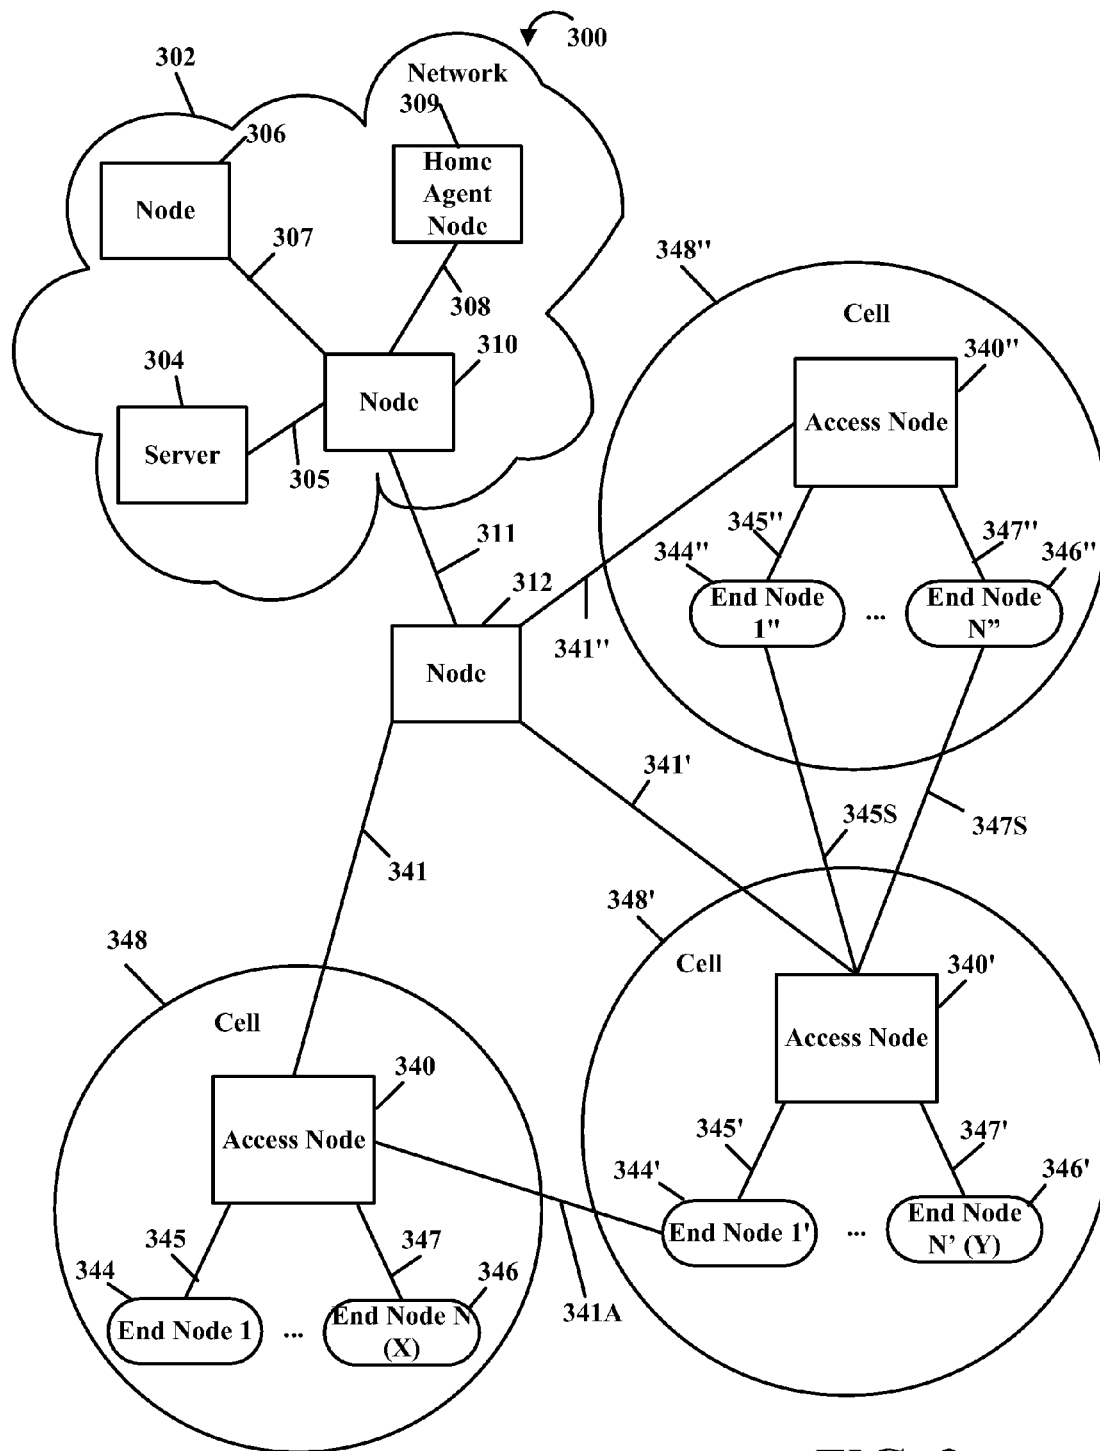 300
302
Network
309
306
Home
Agent
Node
Node
307
308
348"
Cell
310
340"
304
Node
Access Node
Server
305
345"
347"
311
344"
346"
312
End Node
1"
...
End Node
N”
341"
Node
341'
345S
347S
341
348'
348
Cell
340'
Cell
Access Node
340
Access Node
345'
347'
344'
346'
End Node 1'
...
End Node
N’ (Y)
345
347
344
346
341A
End Node 1
...
End Node N
(X)